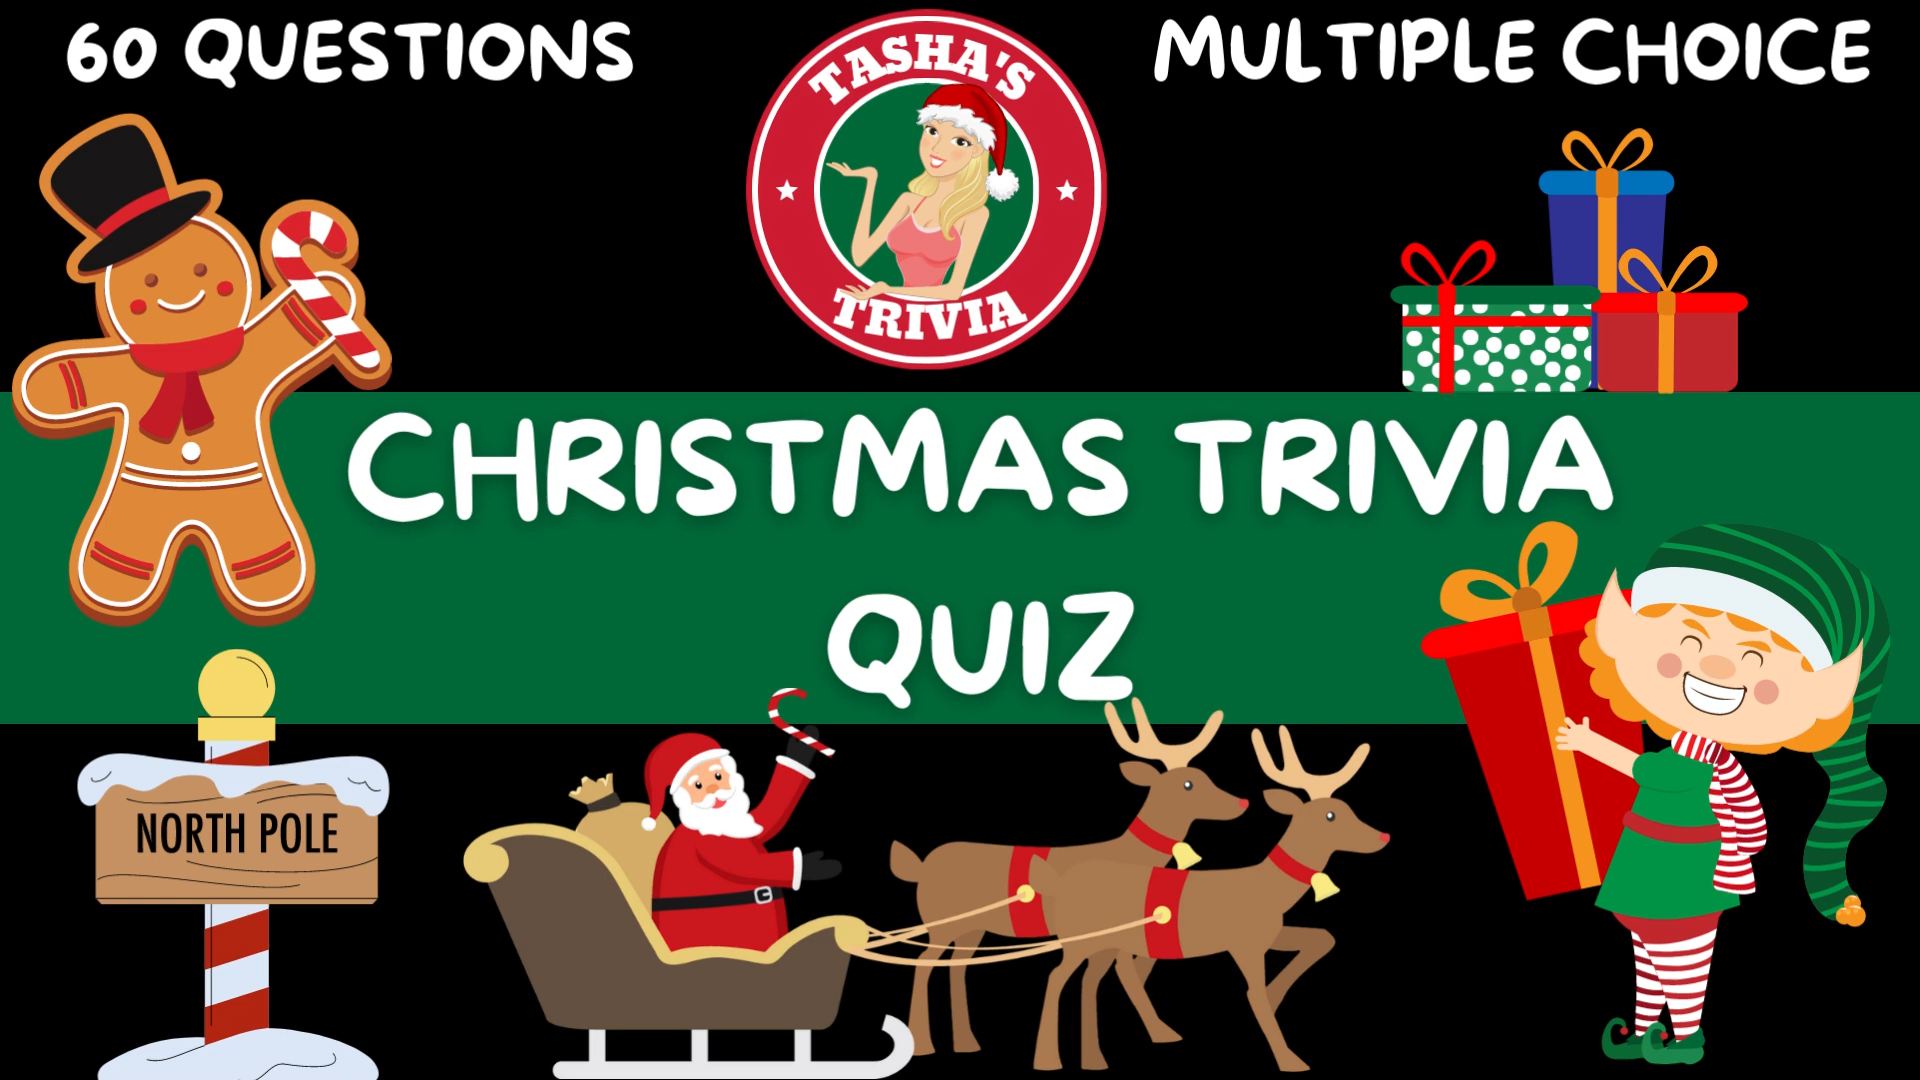 60 QUESTIONS
TASHA'S
TRIVIA
MULTIPLE CHOICE
CHRISTMAS TRIVIA
QUIZ
NORTH POLE